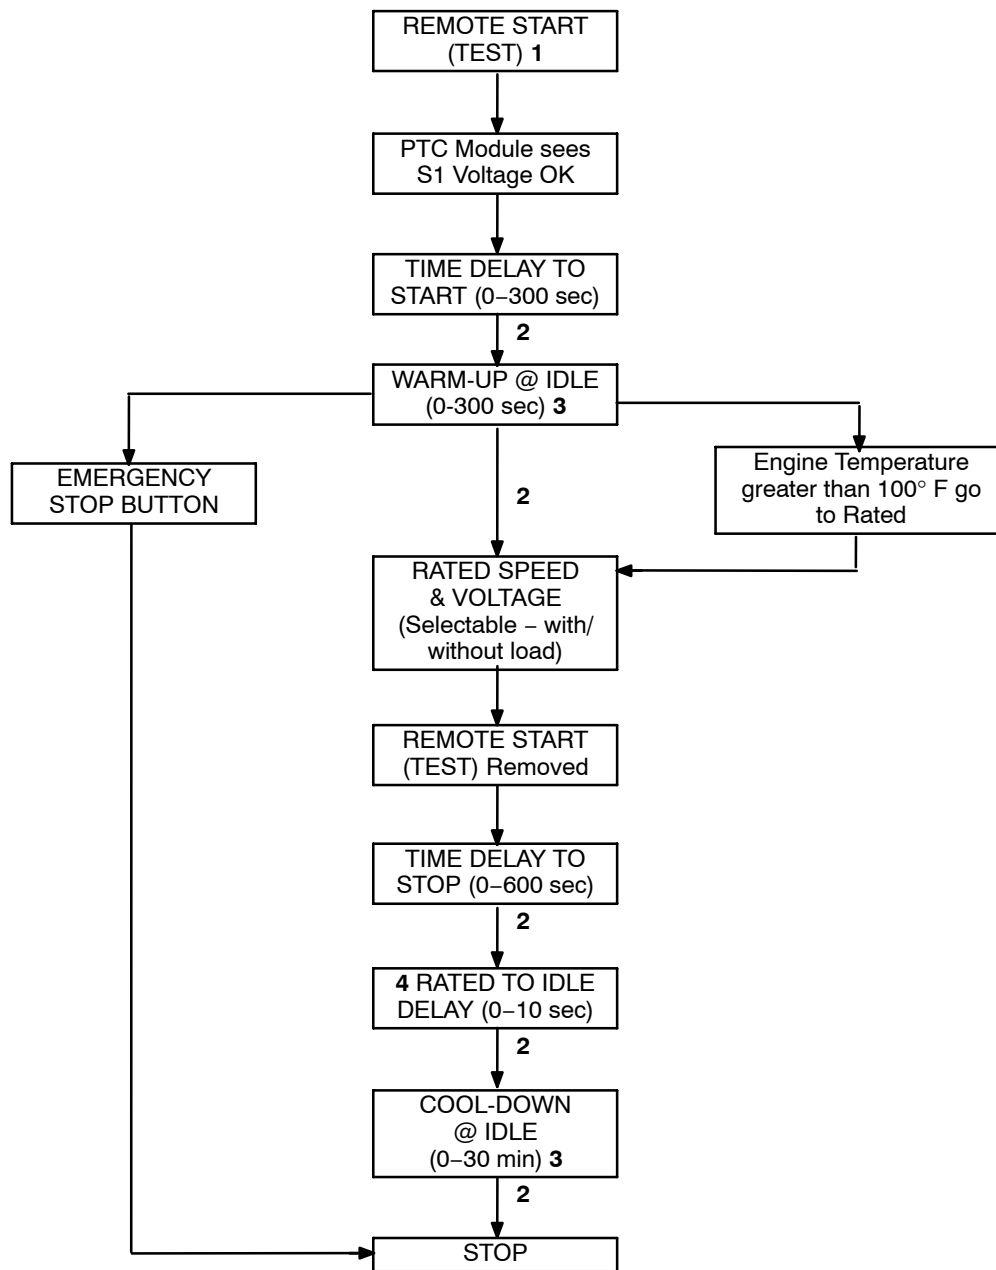 REMOTE START
(TEST) 1
PTC Module sees
S1 Voltage OK
TIME DELAY TO
START (0–300 sec)
2
WARM-UP @ IDLE
(0-300 sec) 3
EMERGENCY
STOP BUTTON
2
Engine Temperature
greater than 100° F go
to Rated
RATED SPEED
& VOLTAGE
(Selectable – with/
without load)
REMOTE START
(TEST) Removed
TIME DELAY TO
STOP (0–600 sec)
2
4 RATED TO IDLE
DELAY (0–10 sec)
2
COOL-DOWN
@ IDLE
(0–30 min) 3
2
STOP